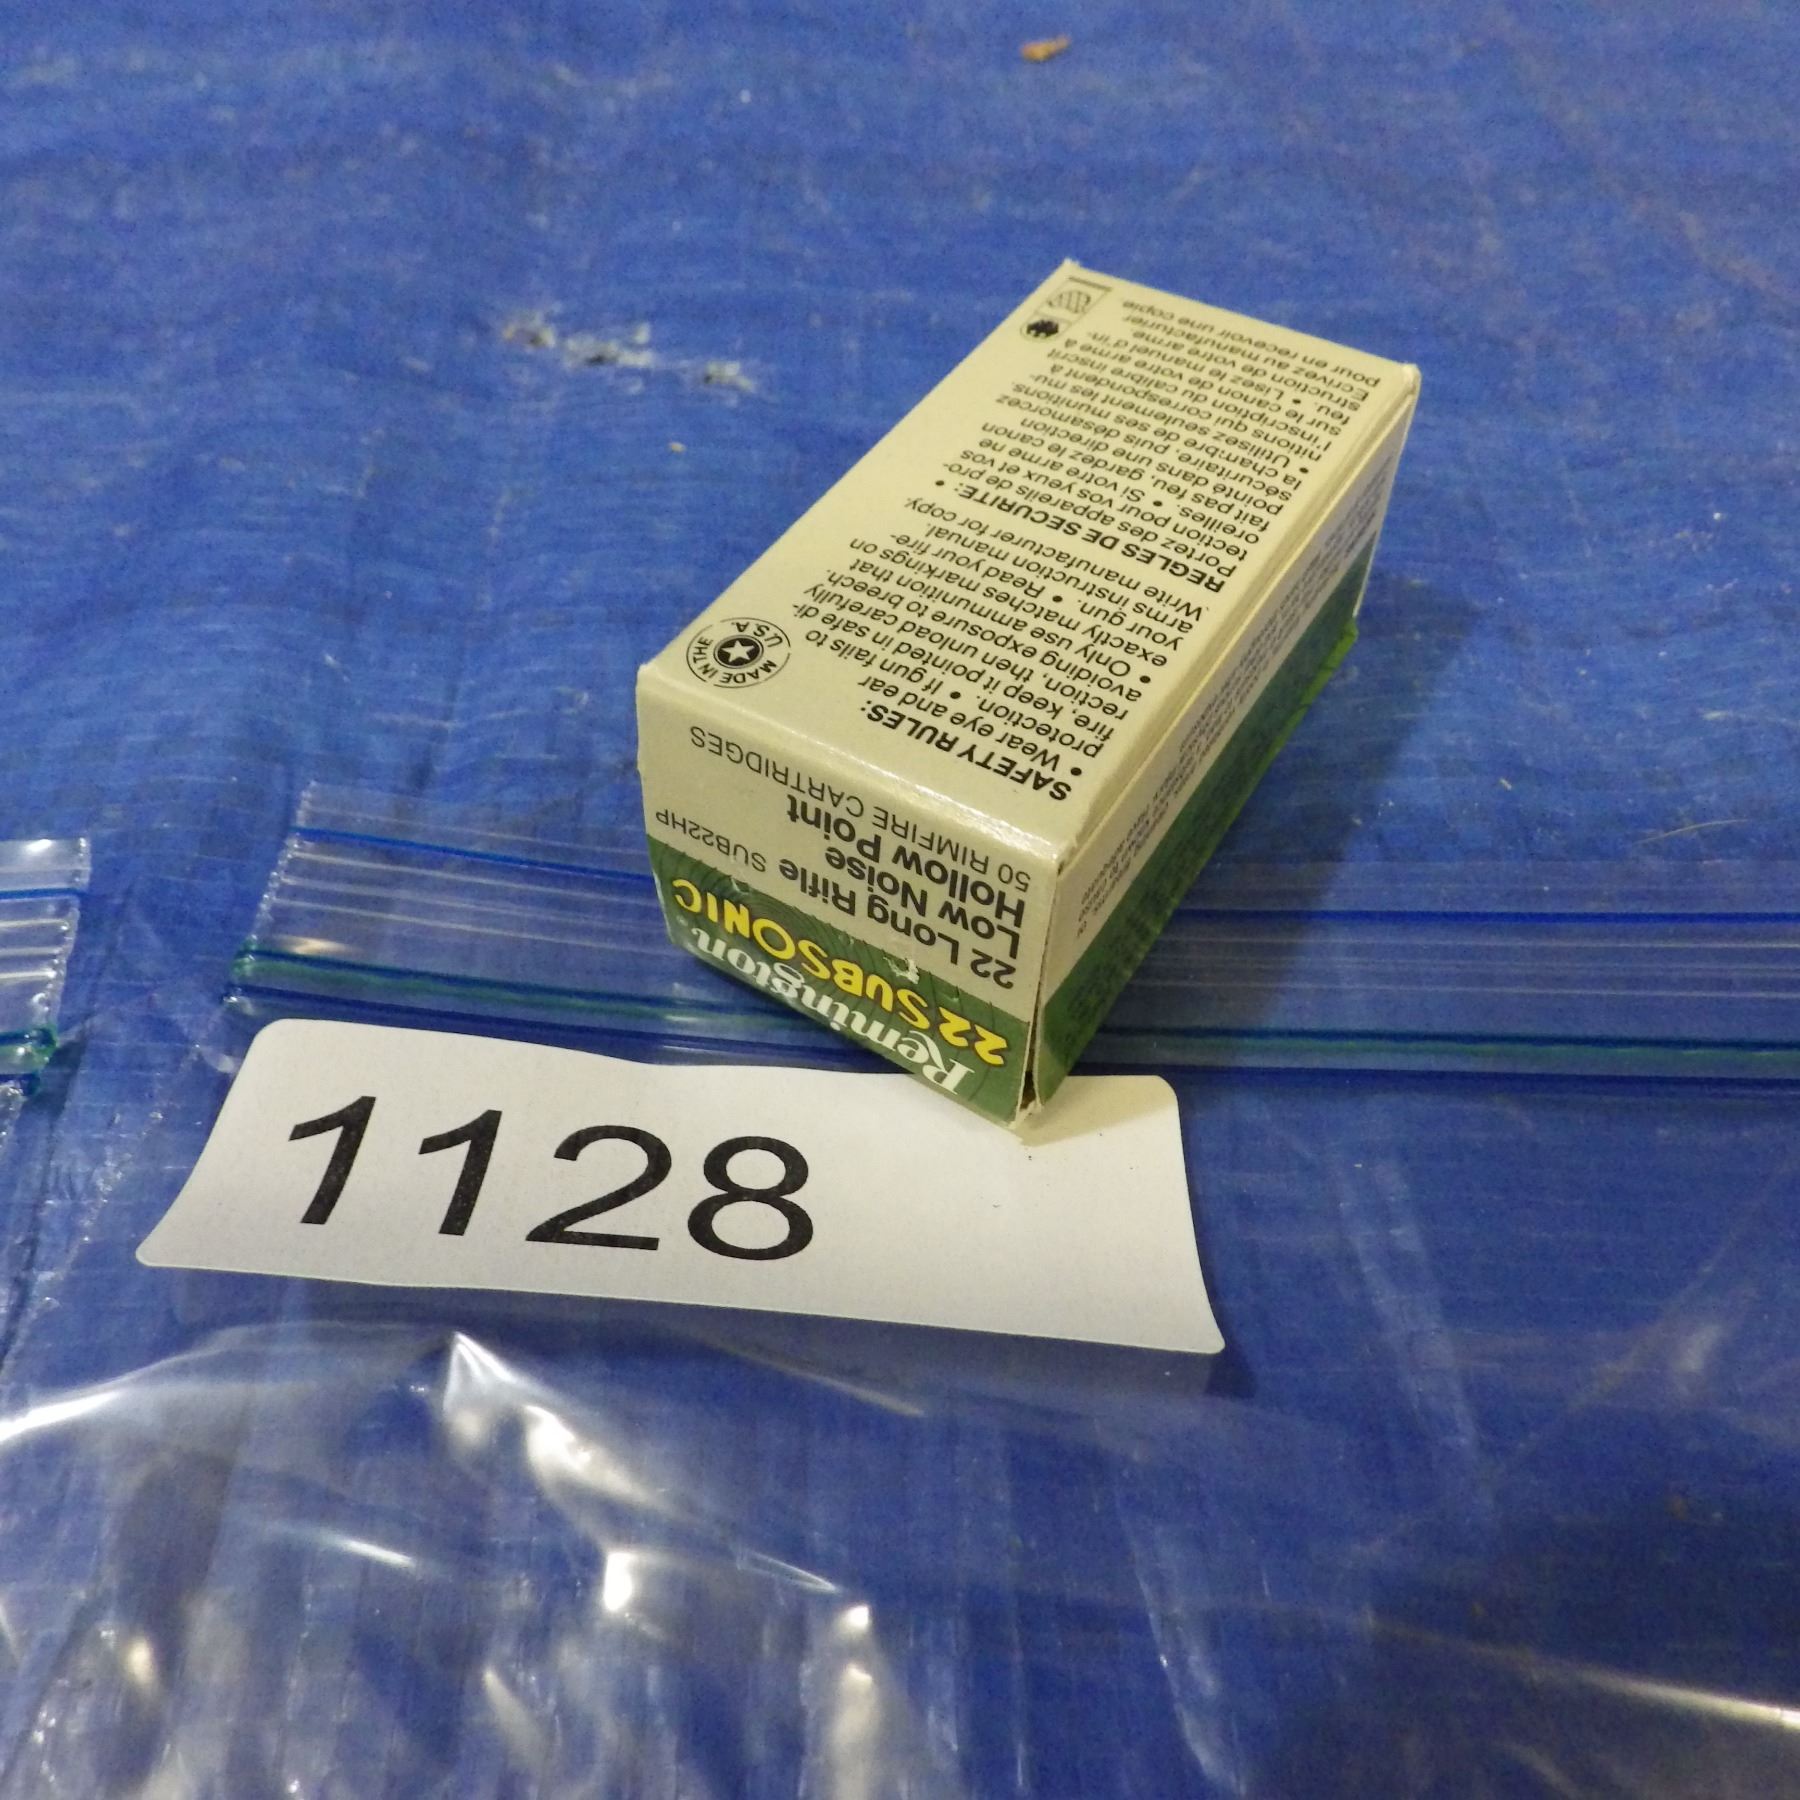 Remington
22 SUBSONIC
22 Long Rifle SUB22HP
Low Noise
Hollow Point
50 RIMFIRE CARTRIDGES
MADE IN THE U.S.A.
SAFETY RULES:
• Wear eye and ear
protection. • If gun fails to
fire, keep it pointed in safe di-
rection, then unload carefully
avoiding exposure to breech.
• Only use ammunition that
exactly matches markings on
your gun. • Read your fire-
arms instruction manual.
Write manufacturer for copy.
REGLES DE SECURITE: •
Portez des appareils de pro-
tection pour vos yeux et vos
oreilles. • Si votre arme ne
fait pas feu, gardez le canon
pointé dans une direction
sécuritaire, puis désamorcez
la chambre.
• Utilisez seulement les mu-
nitions qui correspondent à
l'inscription du calibre inscrit
sur le canon de votre arme à
feu. • Lisez le manuel d'in-
struction de votre arme.
Ecrivez au manufacturier
pour en recevoir une copie
1128